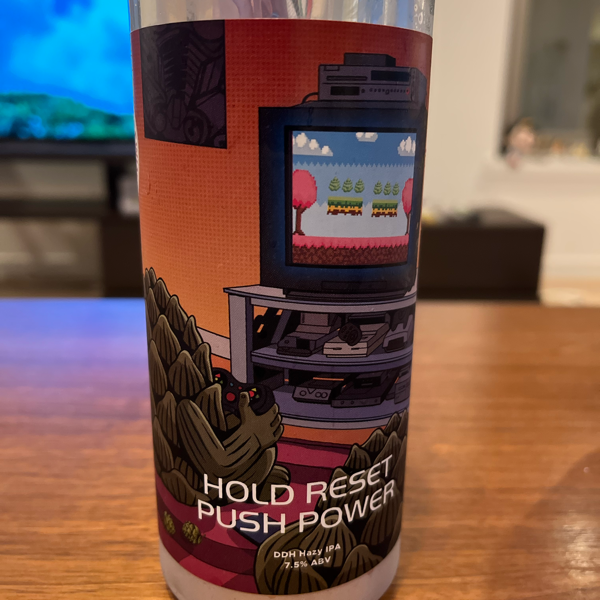 HOLD RESET
PUSH POWER
DDH Hazy IPA
7.5% ABV